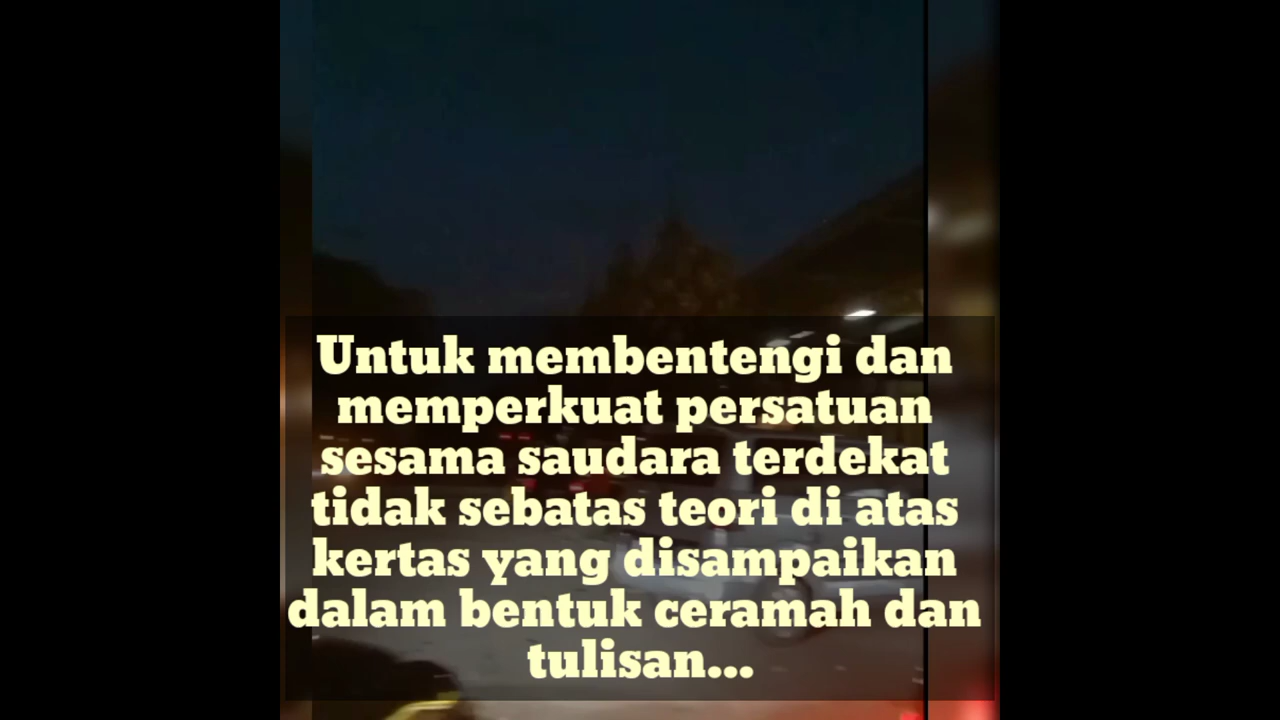 Untuk membentengi dan
memperkuat persatuan
sesama saudara terdekat
tidak sebatas teori di atas
kertas yang disampaikan
dalam bentuk ceramah dan
tulisan...